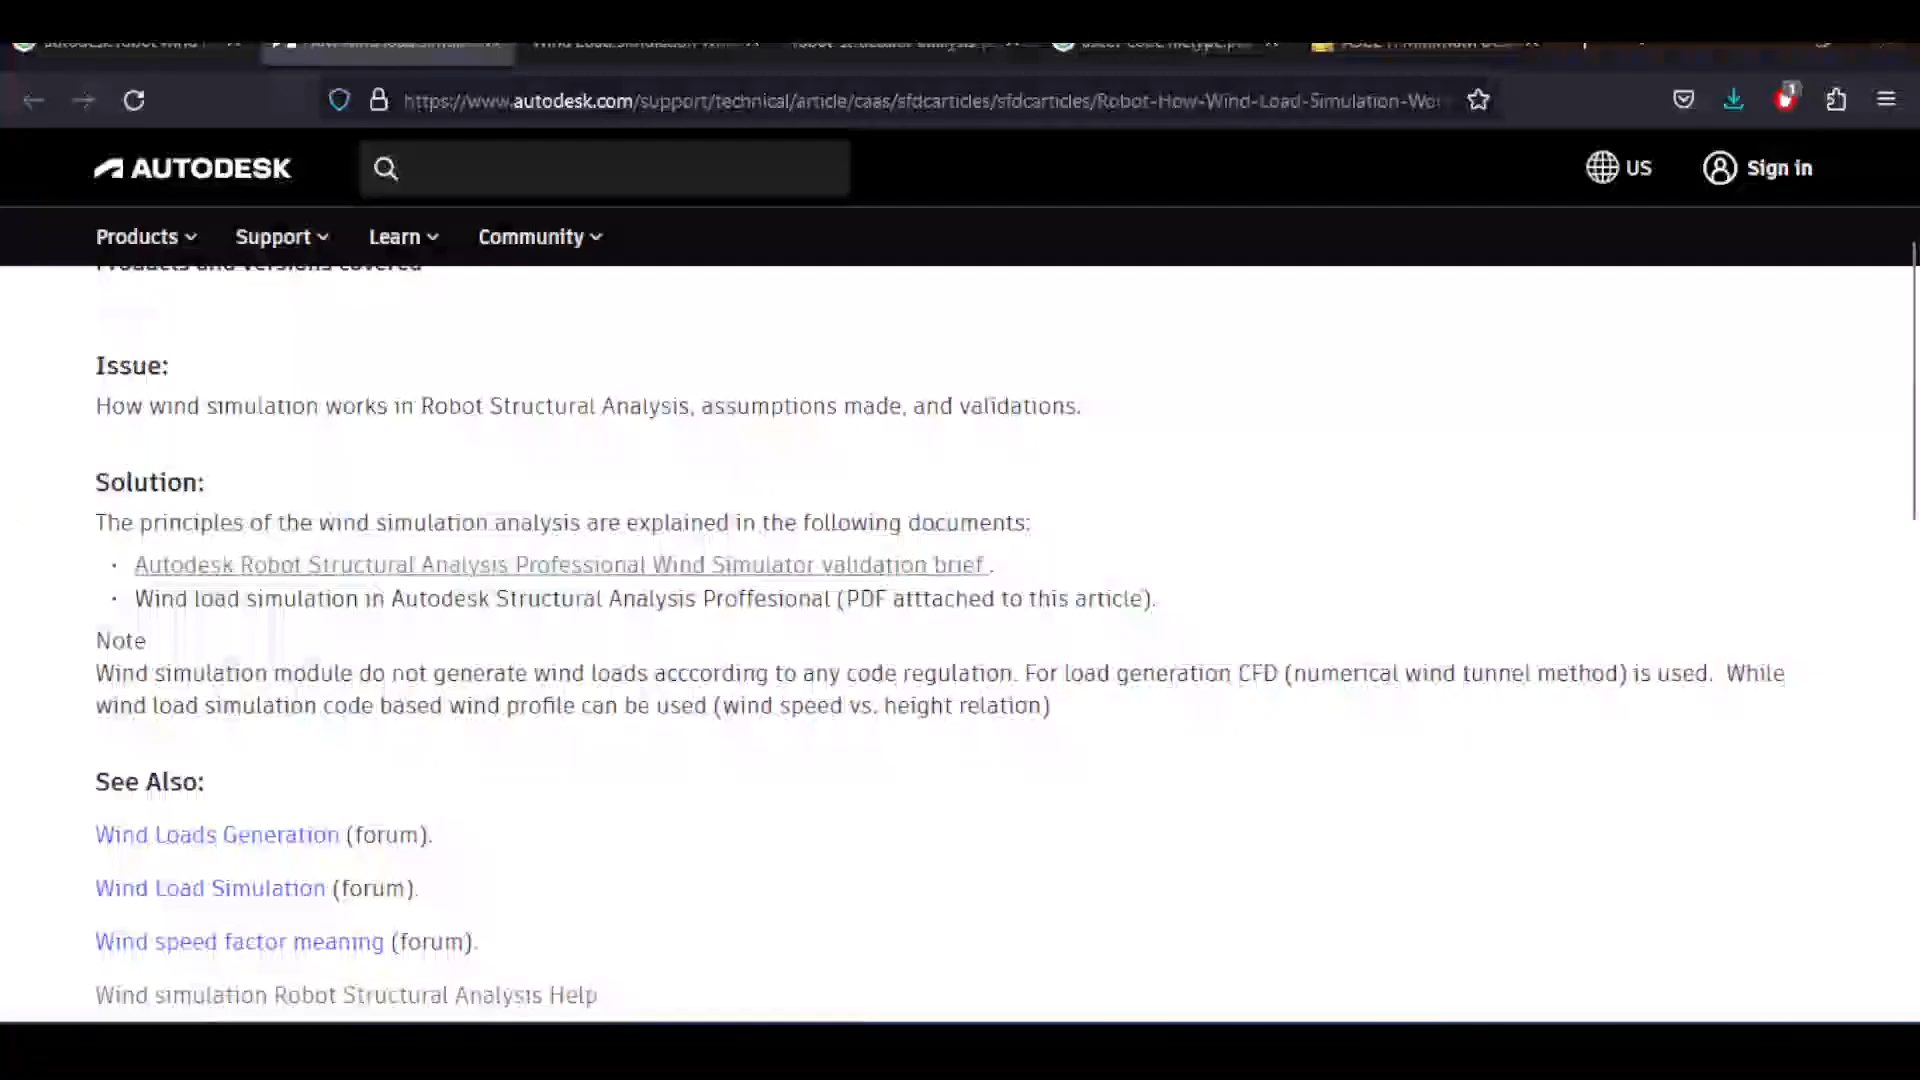 https://www.autodesk.com/support/technical/article/caas/sfdcarticles/sfdcarticles/Robot-How-Wind-Load-Simulation-Wor
1
AUTODESK
US
Sign in
Products
Support
Learn
Community
Products and versions covered
Issue:
How wind simulation works in Robot Structural Analysis, assumptions made, and validations.
Solution:
The principles of the wind simulation analysis are explained in the following documents:
· Autodesk Robot Structural Analysis Professional Wind Simulator validation brief .
· Wind load simulation in Autodesk Structural Analysis Proffesional (PDF atttached to this article).
Note
Wind simulation module do not generate wind loads acccording to any code regulation. For load generation CFD (numerical wind tunnel method) is used. While
wind load simulation code based wind profile can be used (wind speed vs. height relation)
See Also:
Wind Loads Generation (forum).
Wind Load Simulation (forum).
Wind speed factor meaning (forum).
Wind simulation Robot Structural Analysis Help